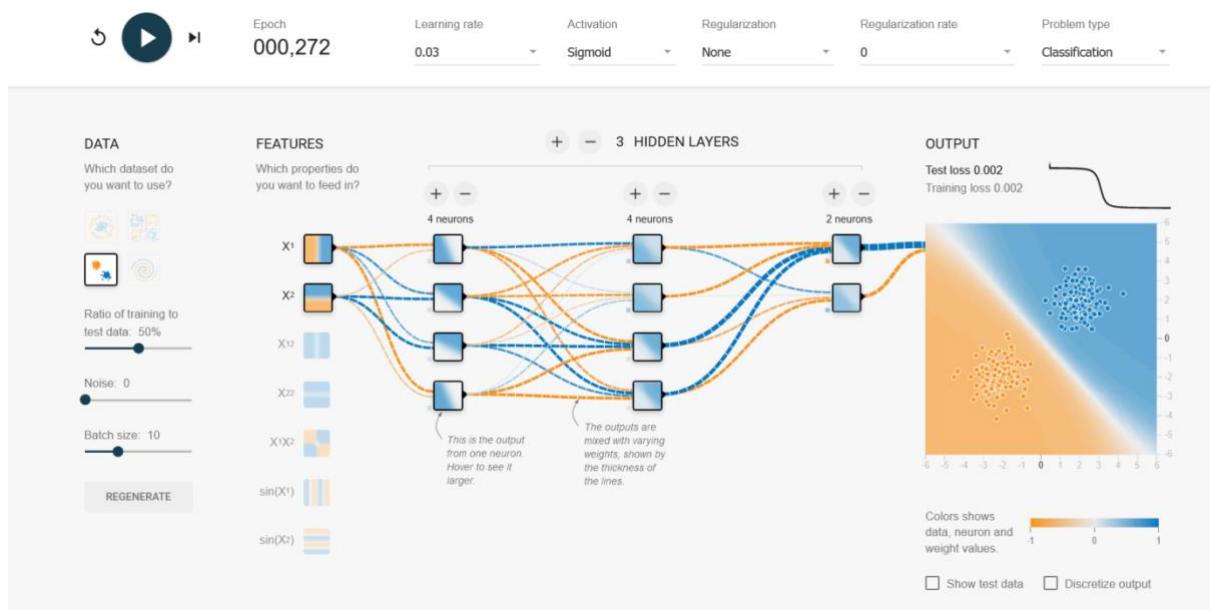 Epoch
000,272
Learning rate
0.03
Activation
Sigmoid
Regularization
None
Regularization rate
0
Problem type
Classification
DATA
Which dataset do
you want to use?
Ratio of training to
test data: 50%
Noise: 0
Batch size: 10
REGENERATE
FEATURES
Which properties do
you want to feed in?
X1
X2
X12
X22
X1X2
sin(X1)
sin(X2)
+ − 3 HIDDEN LAYERS
+ −
4 neurons
+ −
4 neurons
+ −
2 neurons
This is the output
from one neuron.
Hover to see it
larger.
The outputs are
mixed with varying
weights, shown by
the thickness of
the lines.
OUTPUT
Test loss 0.002
Training loss 0.002
6
5
4
3
2
1
0
-1
-2
-3
-4
-5
-6
-6 -5 -4 -3 -2 -1 0 1 2 3 4 5 6
Colors shows
data, neuron and
weight values.
-1 0 1
Show test data
Discretize output